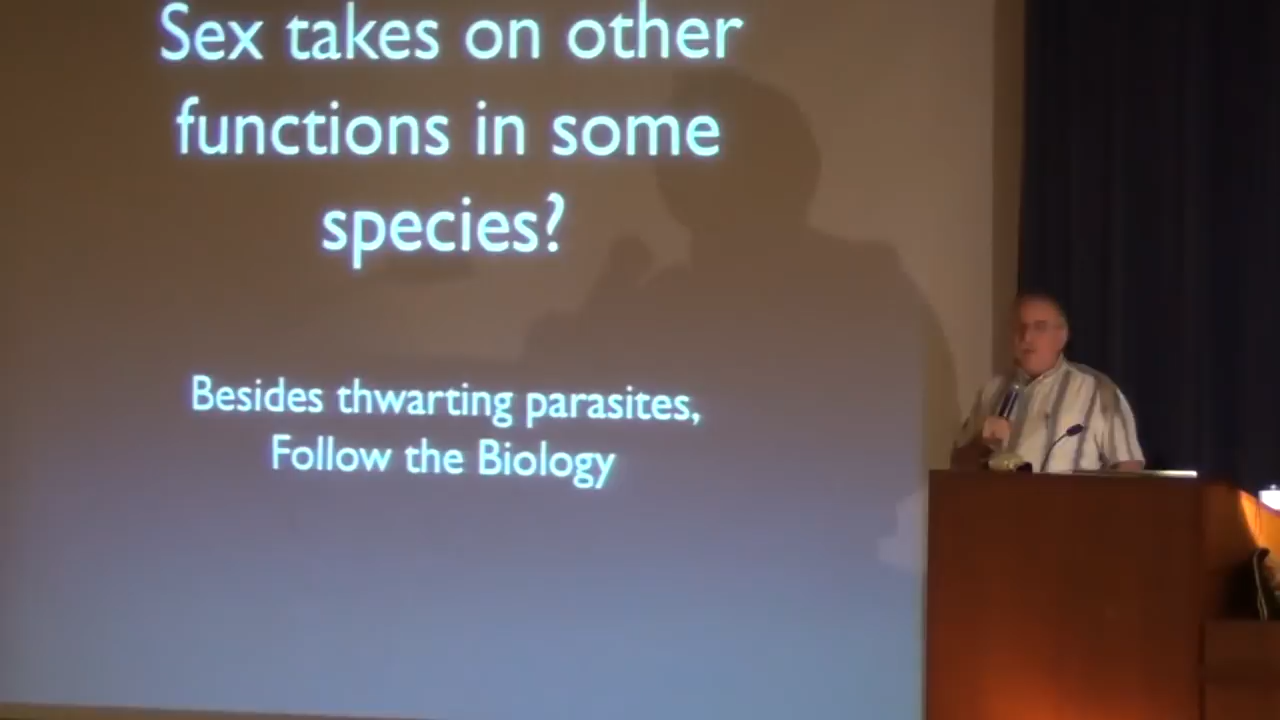 Sex takes on other
functions in some
species?
Besides thwarting parasites,
Follow the Biology